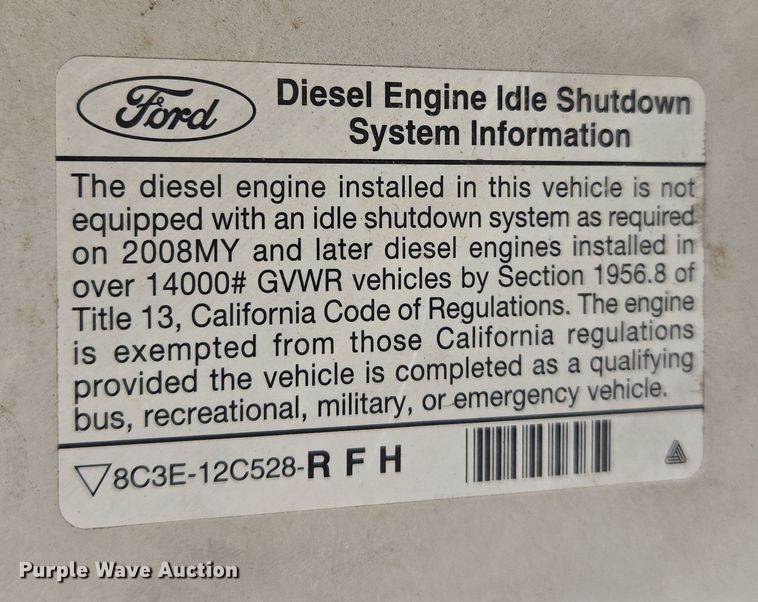 Ford
Diesel Engine Idle Shutdown
System Information
The diesel engine installed in this vehicle is not
equipped with an idle shutdown system as required
on 2008MY and later diesel engines installed in
over 14000# GVWR vehicles by Section 1956.8 of
Title 13, California Code of Regulations. The engine
is exempted from those California regulations
provided the vehicle is completed as a qualifying
bus, recreational, military, or emergency vehicle.
8C3E-12C528-R F H
Purple Wave Auction